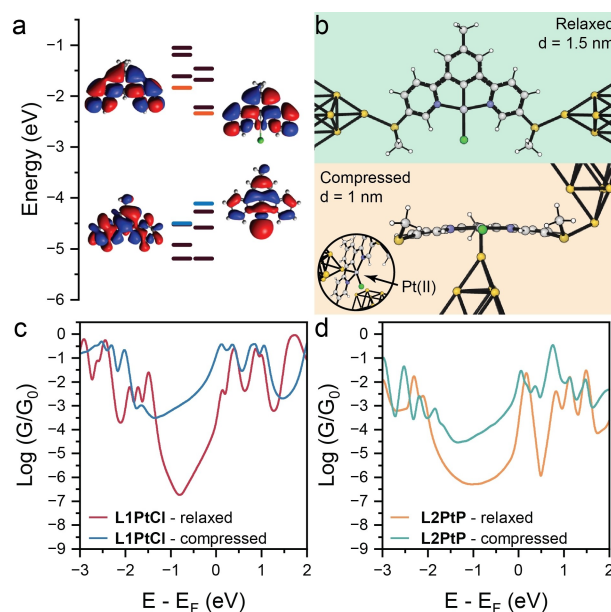 a
Energy (eV)
−1
−2
−3
−4
−5
−6
b
Relaxed
d = 1.5 nm
Compressed
d = 1 nm
Pt(II)
c
Log (G/G0)
0
-1
-2
-3
-4
-5
-6
-7
-8
-9
L1PtCl - relaxed
L1PtCl - compressed
−3 −2 −1 0 1 2
E - EF (eV)
d
Log (G/G0)
0
-1
-2
-3
-4
-5
-6
-7
-8
-9
L2PtP - relaxed
L2PtP - compressed
−3 −2 −1 0 1 2
E - EF (eV)